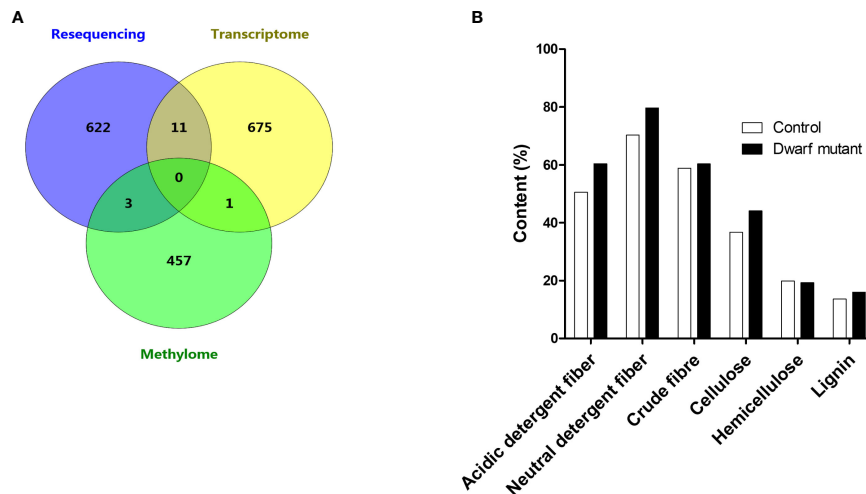 A
Resequencing
Transcriptome
622
11
675
0
3
1
457
Methylome
B
Content (%)
100
80
60
40
20
0
Control
Dwarf mutant
Acidic detergent fiber
Neutral detergent fiber
Crude fibre
Cellulose
Hemicellulose
Lignin